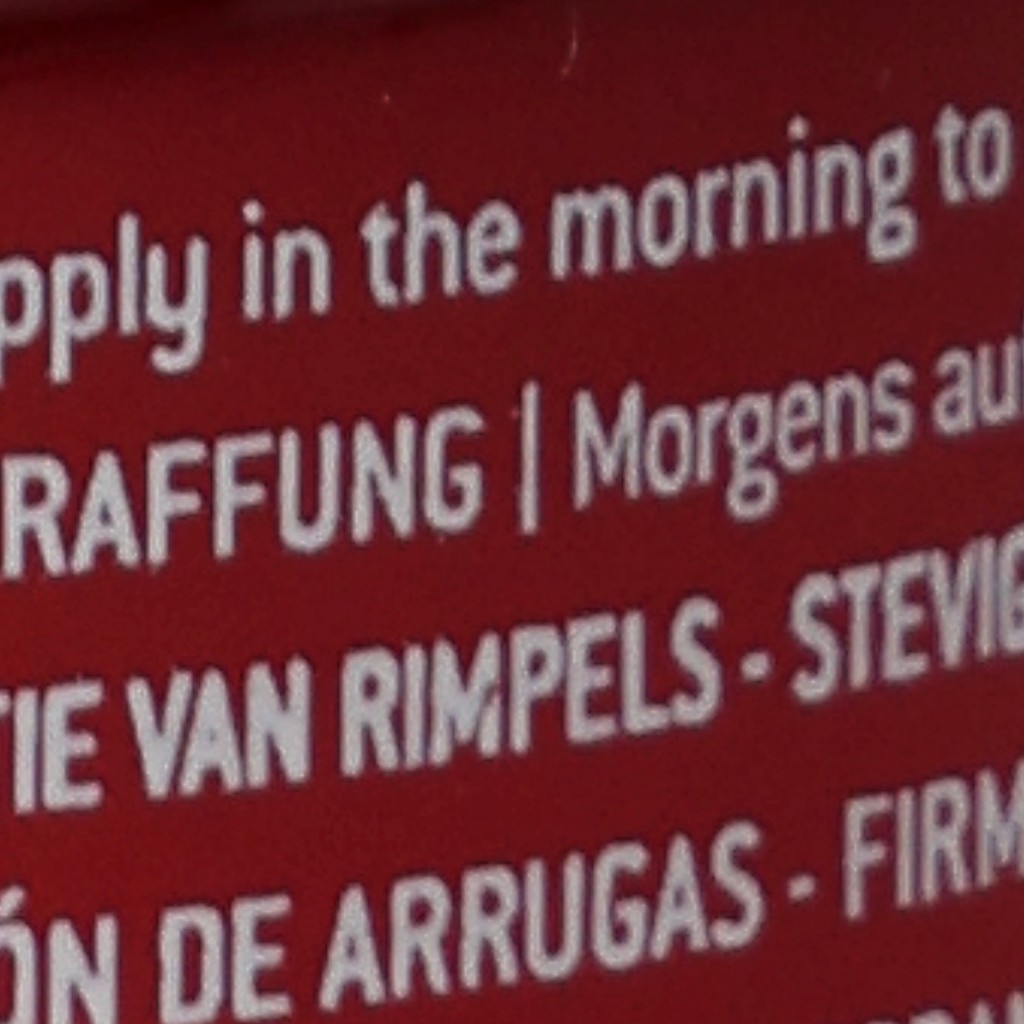 pply in the morning to
RAFFUNG | Morgens au
TIE VAN RIMPELS - STEVIG
ÓN DE ARRUGAS - FIRM